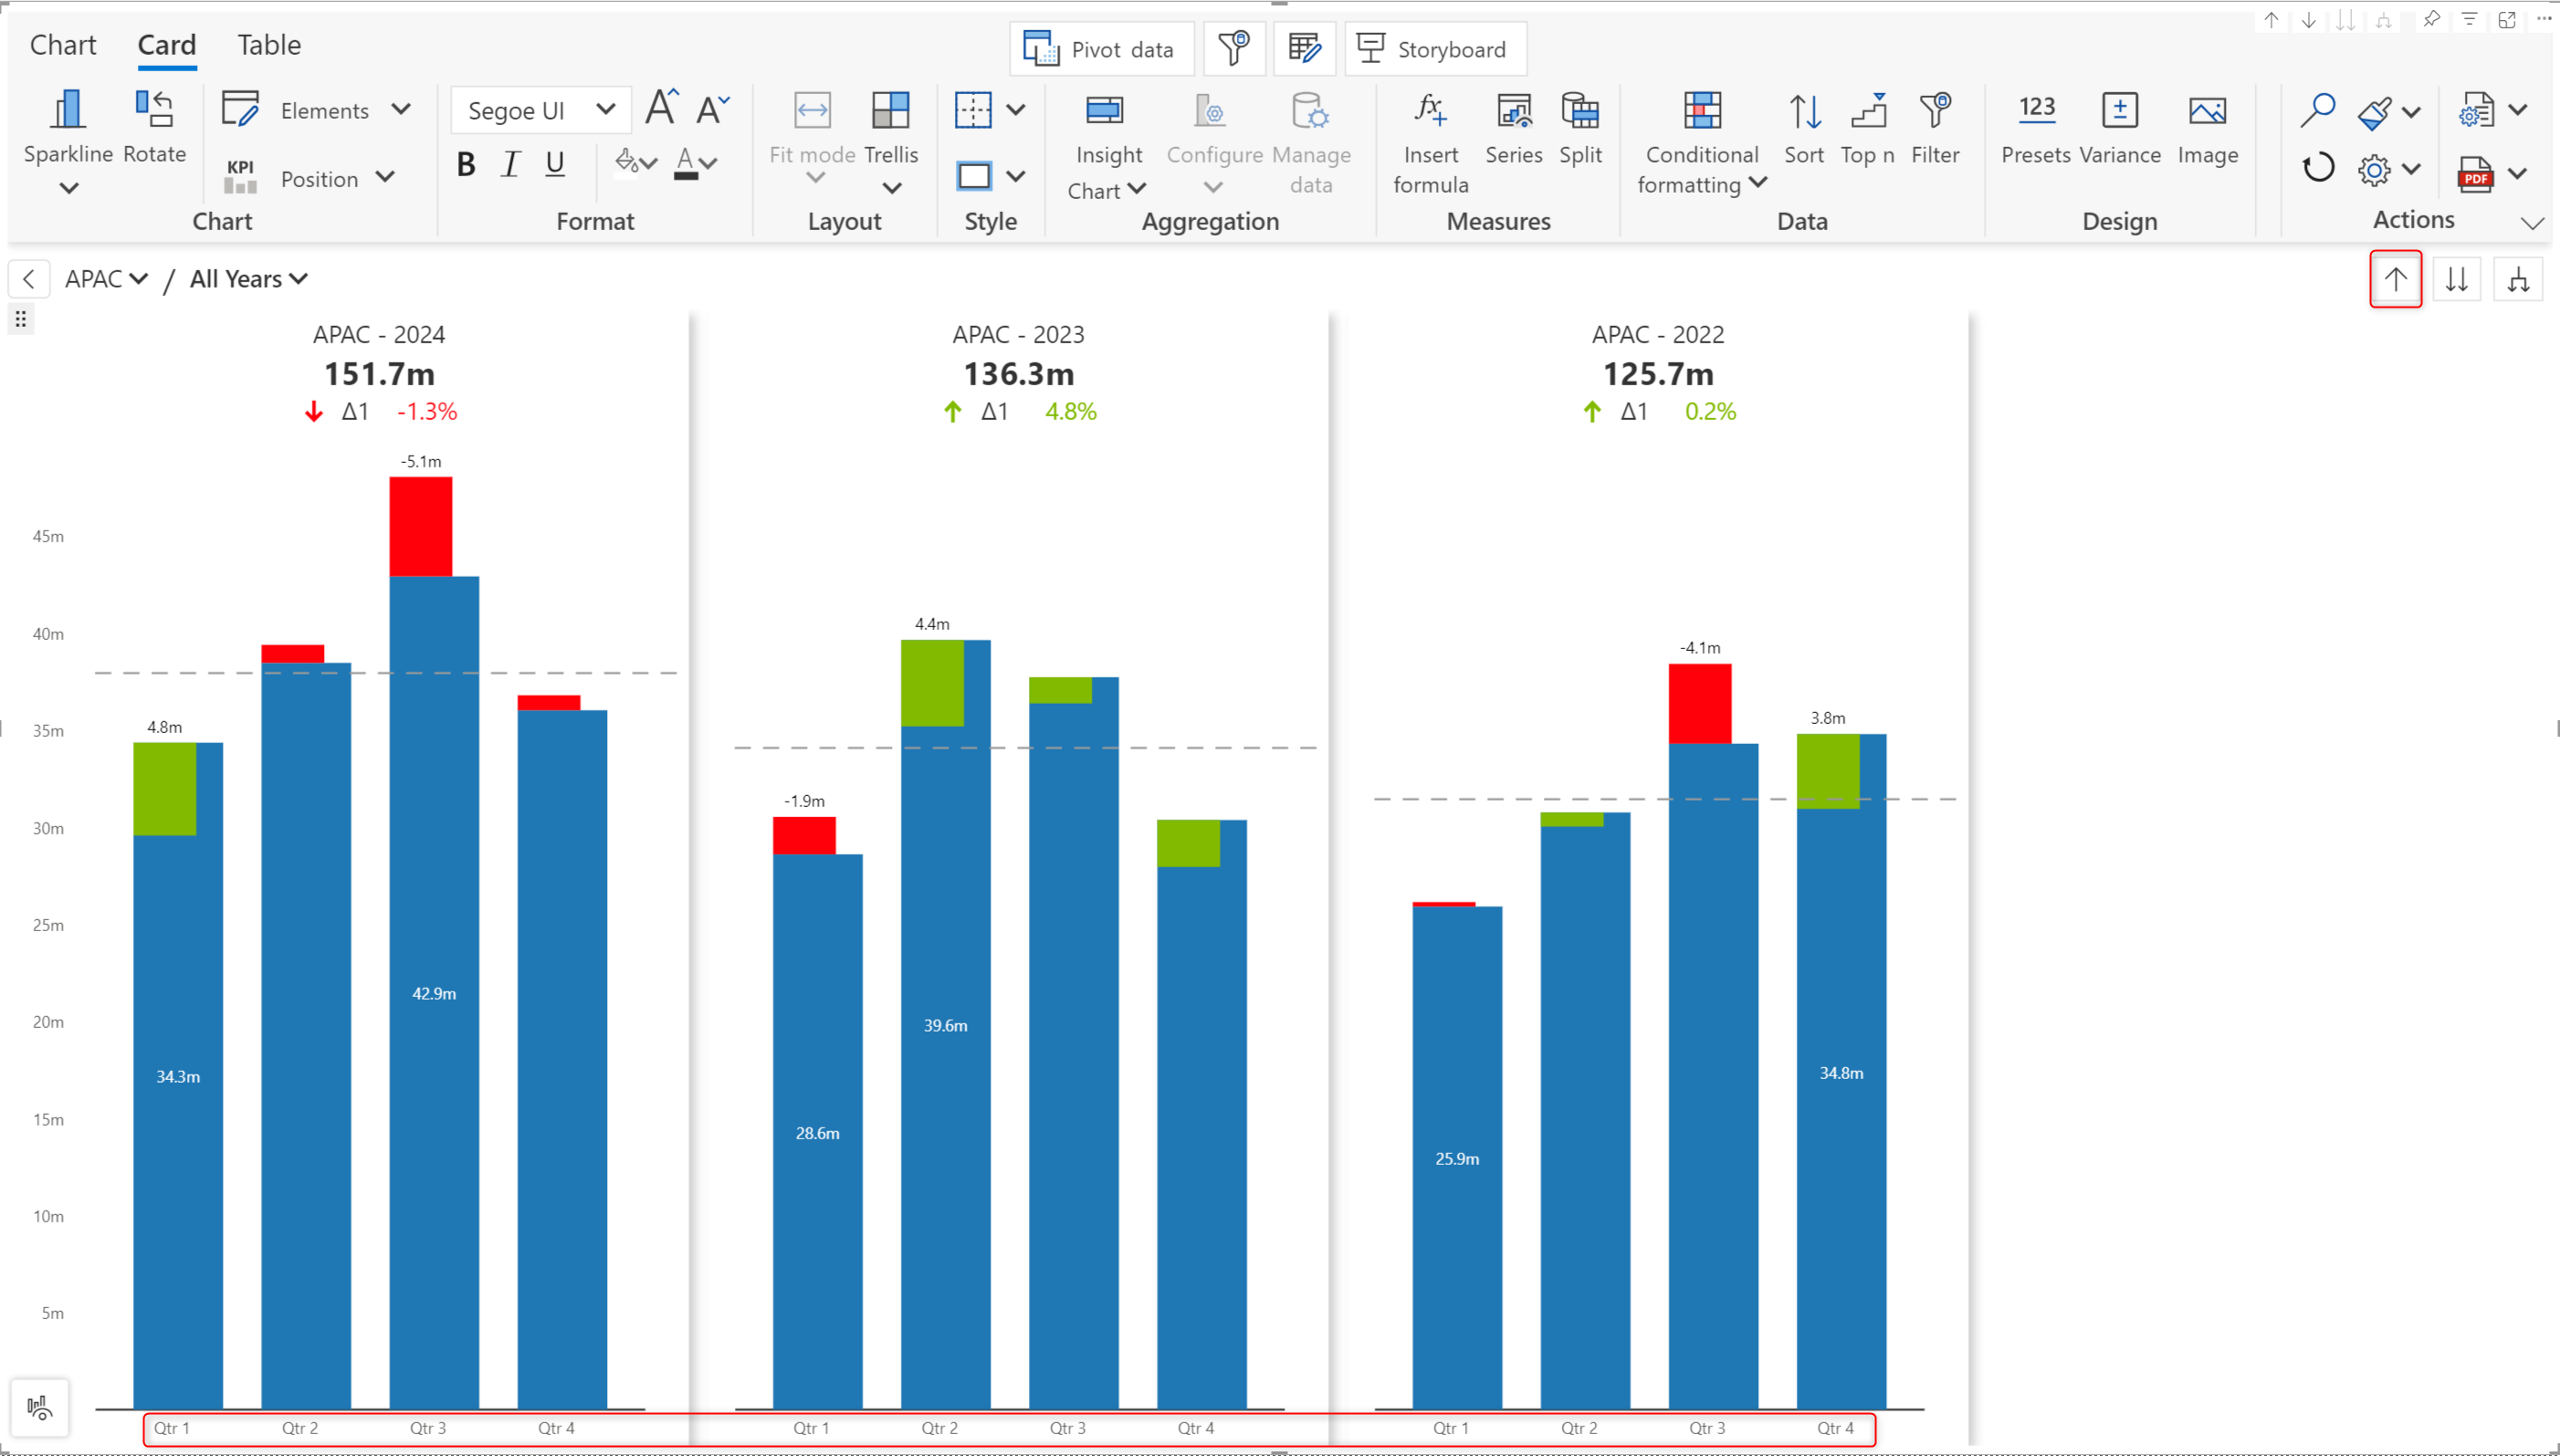 Chart Card Table
Pivot data Storyboard
Sparkline Rotate Elements
KPI Position
Chart
Segoe UI A A
B I U A
Format
Fit mode Trellis
Layout
Style
Insight Configure Manage
Chart data
Aggregation
fx Insert Series Split
formula
Measures
Conditional Sort Top n Filter
formatting
Data
123
Presets Variance Image
Design
PDF
Actions
APAC / All Years
APAC - 2024
151.7m
Δ1 -1.3%
APAC - 2023
136.3m
Δ1 4.8%
APAC - 2022
125.7m
Δ1 0.2%
45m
40m
35m
30m
25m
20m
15m
10m
5m
-5.1m
4.8m
42.9m
34.3m
Qtr 1 Qtr 2 Qtr 3 Qtr 4
4.4m
-1.9m
39.6m
28.6m
Qtr 1 Qtr 2 Qtr 3 Qtr 4
-4.1m
3.8m
34.8m
25.9m
Qtr 1 Qtr 2 Qtr 3 Qtr 4